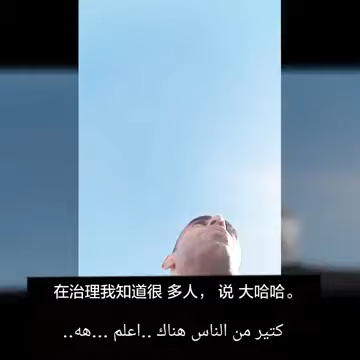 在治理我知道很 多人， 说 大哈哈。
كتير من الناس هناك ..اعلم ...هه..